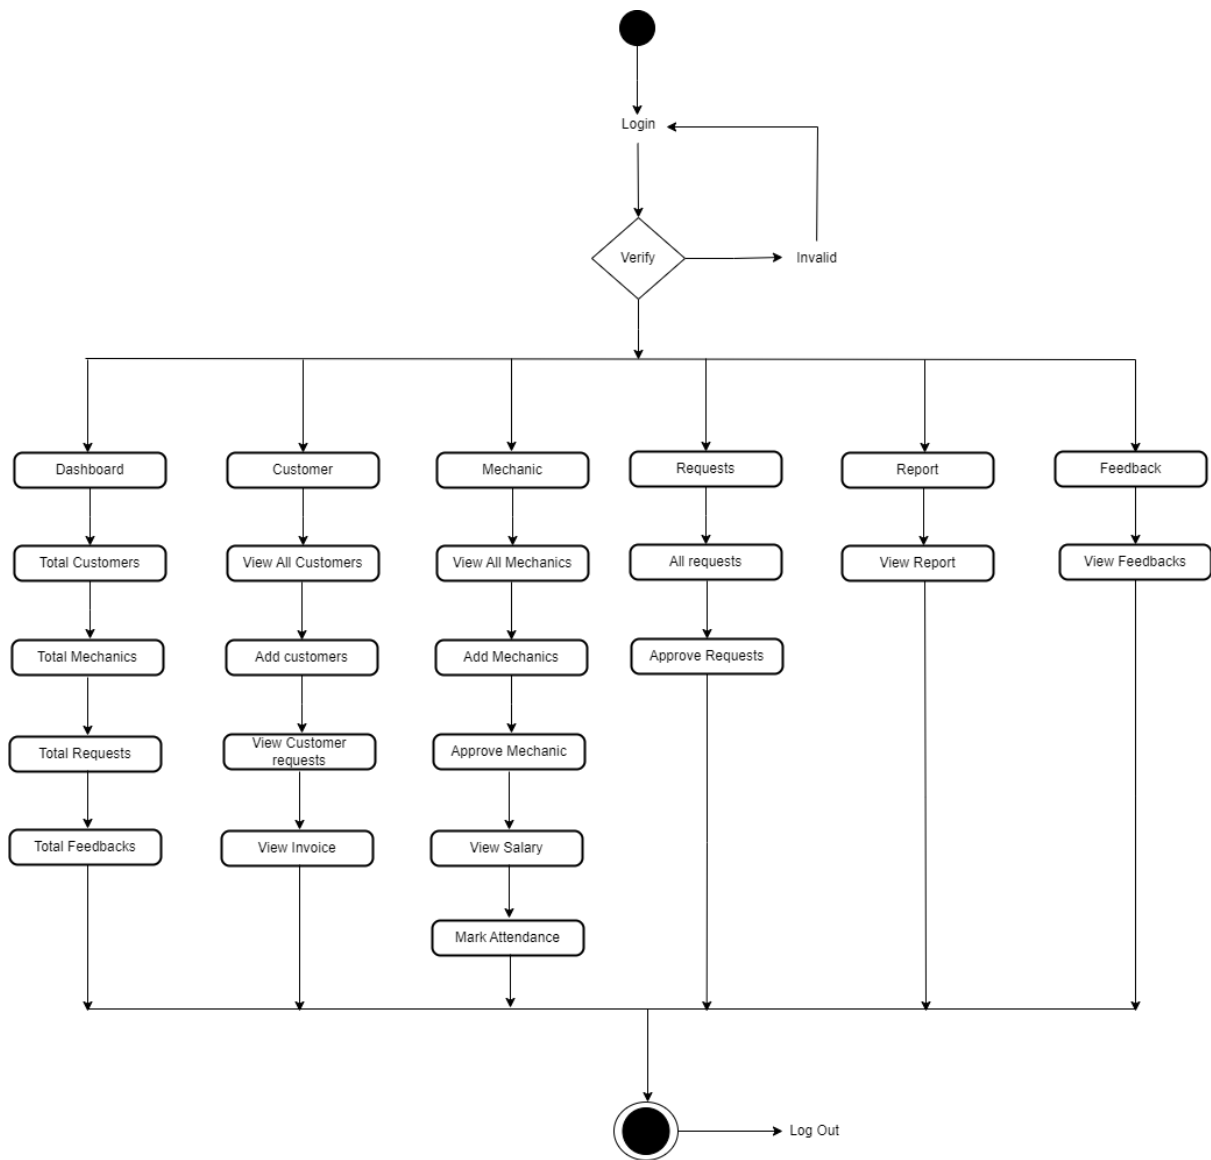 Login
Verify
Invalid
Dashboard
Customer
Mechanic
Requests
Report
Feedback
Total Customers
View All Customers
View All Mechanics
All requests
View Report
View Feedbacks
Total Mechanics
Add customers
Add Mechanics
Approve Requests
Total Requests
View Customer
requests
Approve Mechanic
Total Feedbacks
View Invoice
View Salary
Mark Attendance
Log Out